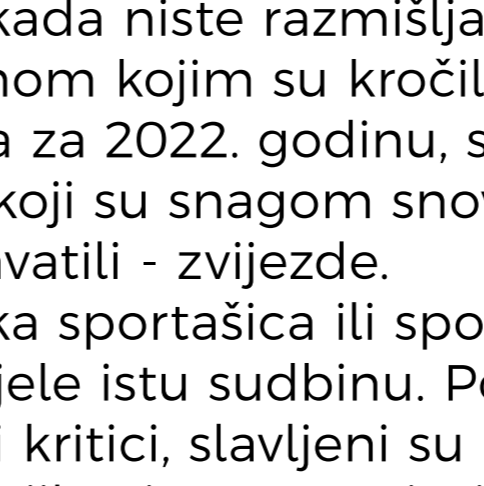 kada niste razmišlja
nom kojim su kročil
a za 2022. godinu, s
koji su snagom snov
vatili - zvijezde.
ka sportašica ili spo
jele istu sudbinu. Po
i kritici, slavljeni su